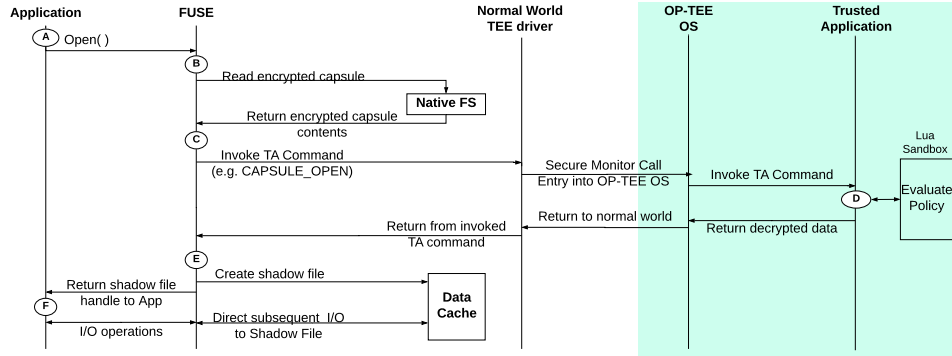 Application
FUSE
Normal World
TEE driver
OP-TEE
OS
Trusted
Application
A
Open( )
B
Read encrypted capsule
Native FS
Return encrypted capsule
contents
C
Invoke TA Command
(e.g. CAPSULE_OPEN)
Secure Monitor Call
Entry into OP-TEE OS
Invoke TA Command
Lua
Sandbox
D
Evaluate
Policy
Return to normal world
Return decrypted data
Return from invoked
TA command
E
Create shadow file
Return shadow file
handle to App
Data
Cache
F
I/O operations
Direct subsequent I/O
to Shadow File